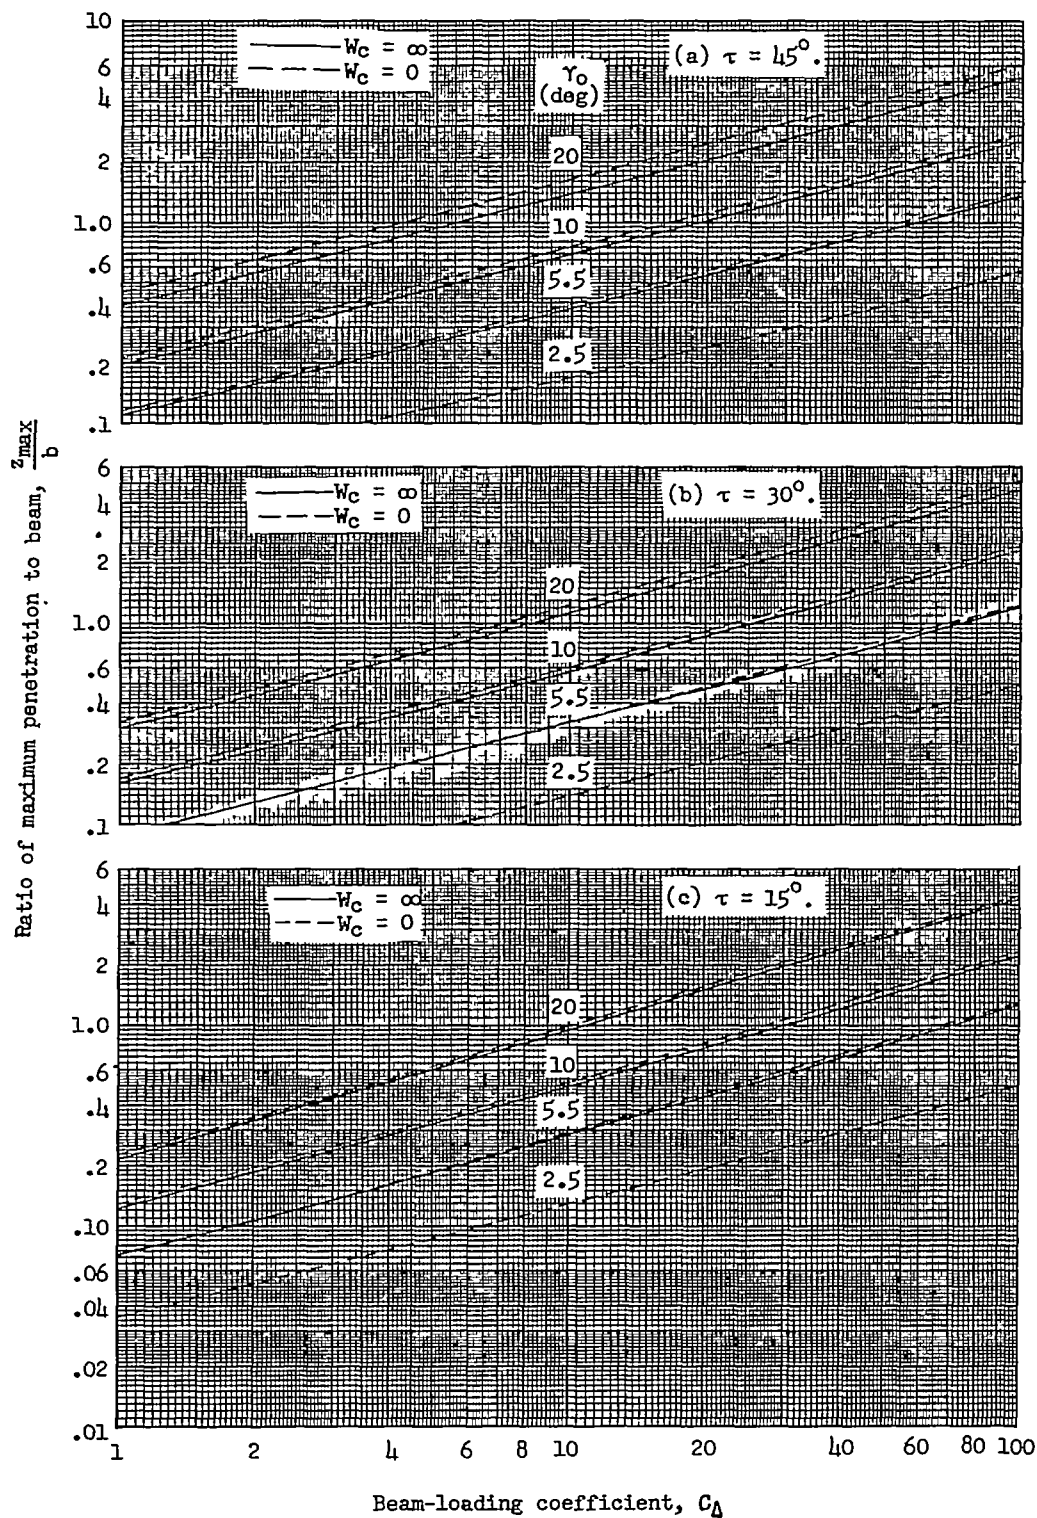 10
6
4
2
1.0
.6
.4
.2
.1
W_c = ∞
W_c = 0
γ_o
(deg)
(a) τ = 45°.
20
10
5.5
2.5
6
4
2
1.0
.6
.4
.2
.1
W_c = ∞
W_c = 0
(b) τ = 30°.
20
10
5.5
2.5
6
4
2
1.0
.6
.4
.2
.10
.06
.04
.02
.01
W_c = ∞
W_c = 0
(c) τ = 15°.
20
10
5.5
2.5
1 2 4 6 8 10 20 40 60 80 100
Beam-loading coefficient, C_Δ
Ratio of maximum penetration to beam, z_max/b